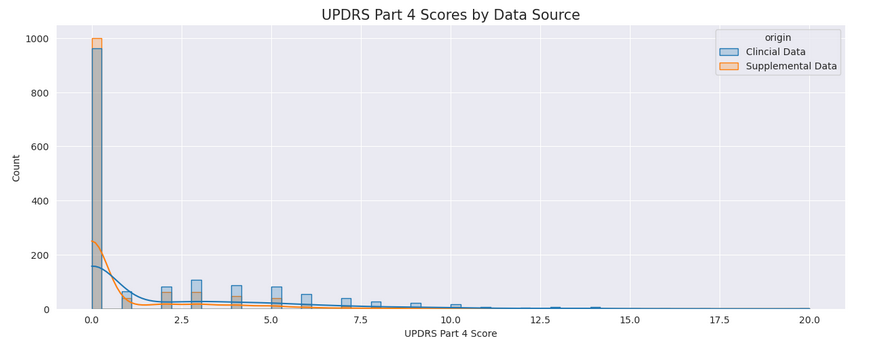 UPDRS Part 4 Scores by Data Source
origin
Clincial Data
Supplemental Data
Count
1000
800
600
400
200
0
0.0 2.5 5.0 7.5 10.0 12.5 15.0 17.5 20.0
UPDRS Part 4 Score